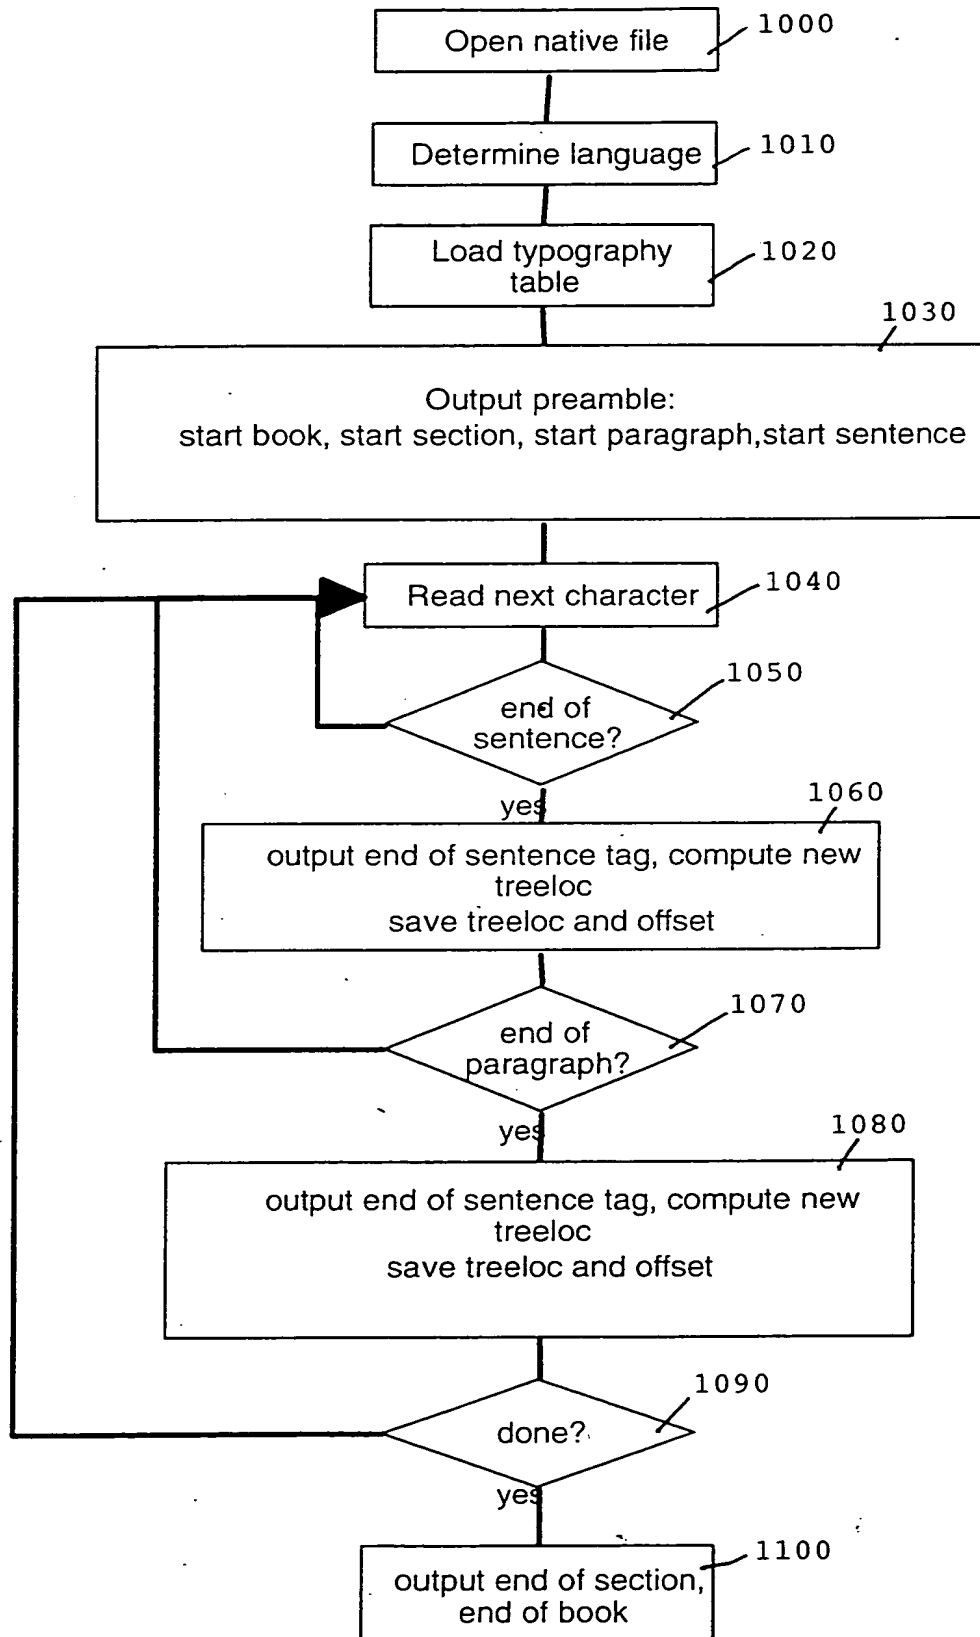 Open native file
1000
Determine language
1010
Load typography
table
1020
1030
Output preamble:
start book, start section, start paragraph,start sentence
Read next character
1040
1050
end of
sentence?
yes
1060
output end of sentence tag, compute new
treeloc
save treeloc and offset
1070
end of
paragraph?
yes
1080
output end of sentence tag, compute new
treeloc
save treeloc and offset
1090
done?
yes
1100
output end of section,
end of book